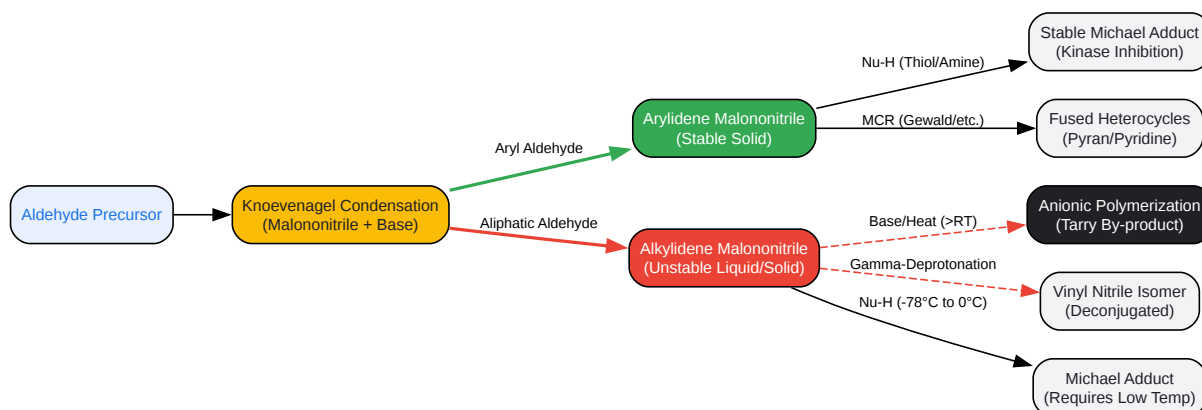 Aldehyde Precursor
Knoevenagel Condensation
(Malononitrile + Base)
Aryl Aldehyde
Aliphatic Aldehyde
Arylidene Malononitrile
(Stable Solid)
Alkylidene Malononitrile
(Unstable Liquid/Solid)
Nu-H (Thiol/Amine)
MCR (Gewald/etc.)
Base/Heat (>RT)
Gamma-Deprotonation
Nu-H (-78°C to 0°C)
Stable Michael Adduct
(Kinase Inhibition)
Fused Heterocycles
(Pyran/Pyridine)
Anionic Polymerization
(Tarry By-product)
Vinyl Nitrile Isomer
(Deconjugated)
Michael Adduct
(Requires Low Temp)